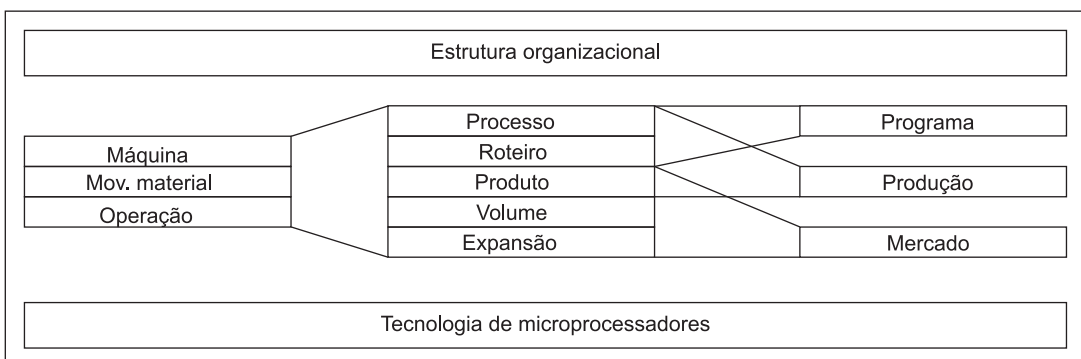 Estrutura organizacional
Processo
Programa
Máquina
Roteiro
Mov. material
Produto
Produção
Operação
Volume
Expansão
Mercado
Tecnologia de microprocessadores